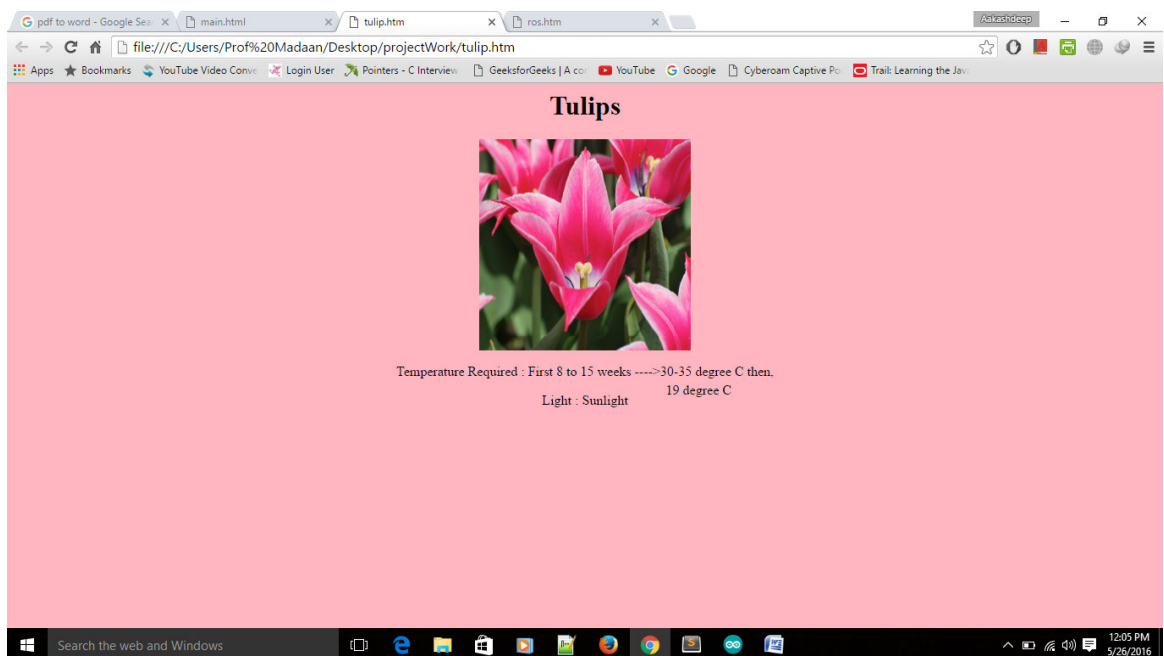 pdf to word - Google Sea
main.html
tulip.htm
ros.htm
Aakashdeep
file:///C:/Users/Prof%20Madaan/Desktop/projectWork/tulip.htm
Apps Bookmarks YouTube Video Conve Login User Pointers - C Interview GeeksforGeeks | A co YouTube Google Cyberoam Captive Po Trail: Learning the Jav
Tulips
Temperature Required : First 8 to 15 weeks ---->30-35 degree C then,
19 degree C
Light : Sunlight
Search the web and Windows
12:05 PM
5/26/2016